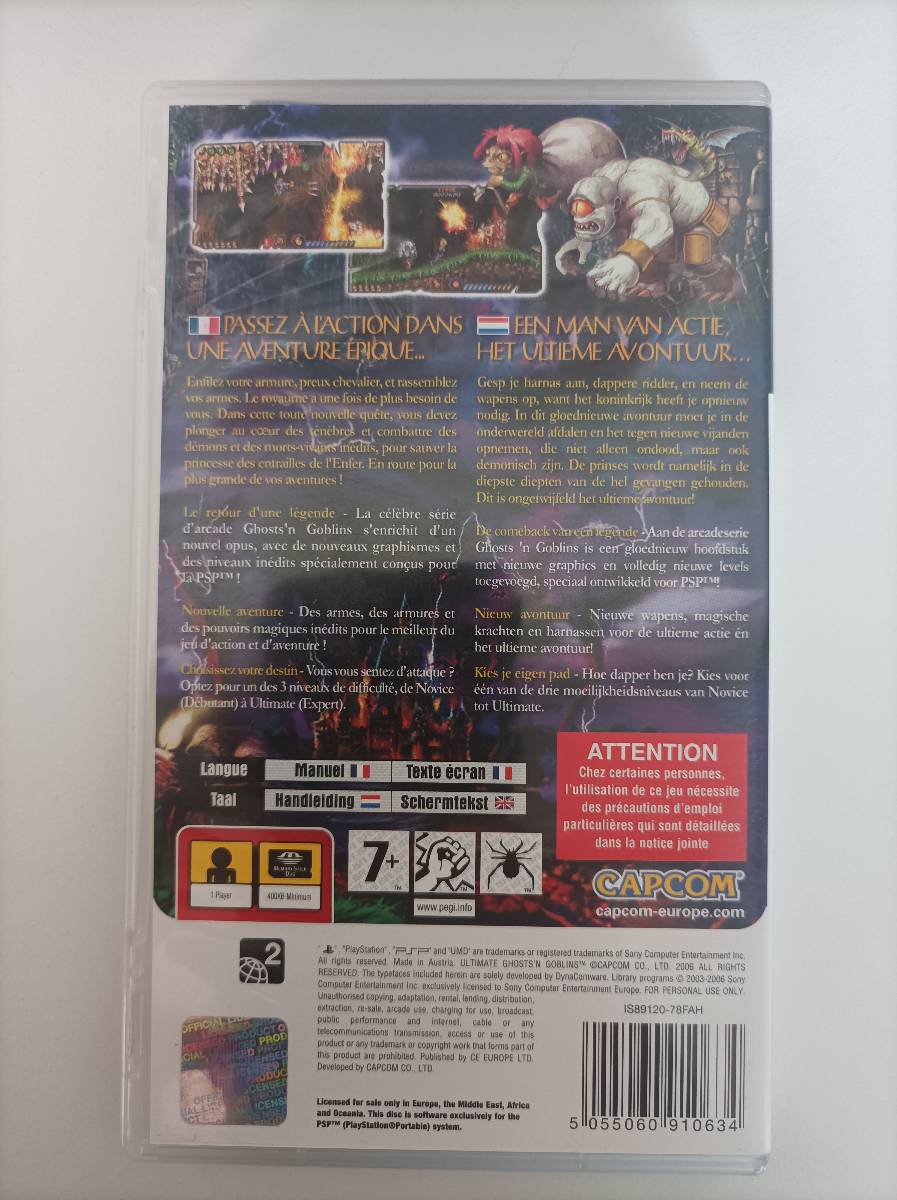 PASSEZ À L'ACTION DANS
UNE AVENTURE ÉPIQUE...
Enfilez votre armure, preux chevalier, et rassemblez
vos armes. Le royaume a une fois de plus besoin de
vous. Dans cette toute nouvelle quête, vous devez
plonger au cœur des ténèbres et combattre des
démons et des morts-vivants inédits, pour sauver la
princesse des entrailles de l'Enfer. En route pour la
plus grande de vos aventures !
Le retour d'une légende - La célèbre série
d'arcade Ghosts'n Goblins s'enrichit d'un
nouvel opus, avec de nouveaux graphismes et
des niveaux inédits spécialement conçus pour
la PSP™ !
Nouvelle aventure - Des armes, des armures et
des pouvoirs magiques inédits pour le meilleur du
jeu d'action et d'aventure !
Choisissez votre destin - Vous vous sentez d'attaque ?
Optez pour un des 3 niveaux de difficulté, de Novice
(Débutant) à Ultimate (Expert).
EEN MAN VAN ACTIE,
HET ULTIEME AVONTUUR...
Gesp je harnas aan, dappere ridder, en neem de
wapens op, want het koninkrijk heeft je opnieuw
nodig. In dit gloednieuwe avontuur moet je in de
onderwereld afdalen en het tegen nieuwe vijanden
opnemen, die niet alleen ondood, maar ook
demonisch zijn. De prinses wordt namelijk in de
diepste diepten van de hel gevangen gehouden.
Dit is ongetwijfeld het ultieme avontuur!
De comeback van een legende - Aan de arcadeserie
Ghosts 'n Goblins is een gloednieuw hoofdstuk
met nieuwe graphics en volledig nieuwe levels
toegevoegd, speciaal ontwikkeld voor PSP™!
Nieuw avontuur - Nieuwe wapens, magische
krachten en harnassen voor de ultieme actie én
het ultieme avontuur!
Kies je eigen pad - Hoe dapper ben je? Kies voor
één van de drie moeilijkheidsniveaus van Novice
tot Ultimate.
Langue Manuel Texte écran
Taal Handleiding Schermtekst
ATTENTION
Chez certaines personnes,
l'utilisation de ce jeu nécessite
des précautions d'emploi
particulières qui sont détaillées
dans la notice jointe
1 Player
MEMORY STICK
DUO
400KB Minimum
7+
www.pegi.info
CAPCOM
capcom-europe.com
2
"PlayStation", "PSP" and "UMD" are trademarks or registered trademarks of Sony Computer Entertainment Inc.
All rights reserved. Made in Austria. ULTIMATE GHOSTS'N GOBLINS™ ©CAPCOM CO., LTD. 2006 ALL RIGHTS
RESERVED. The typefaces included herein are solely developed by DynaComware. Library programs © 2003-2006 Sony
Computer Entertainment Inc. exclusively licensed to Sony Computer Entertainment Europe. FOR PERSONAL USE ONLY.
Unauthorised copying, adaptation, rental, lending, distribution,
extraction, re-sale, arcade use, charging for use, broadcast,
public performance and internet, cable or any
telecommunications transmission, access or use of this
product or any trademark or copyright work that forms part of
this product are prohibited. Published by CE EUROPE LTD.
Developed by CAPCOM CO., LTD.
IS89120-78FAH
Licensed for sale only in Europe, the Middle East, Africa
and Oceania. This disc is software exclusively for the
PSP™ (PlayStation®Portable) system.
5 055060 910634